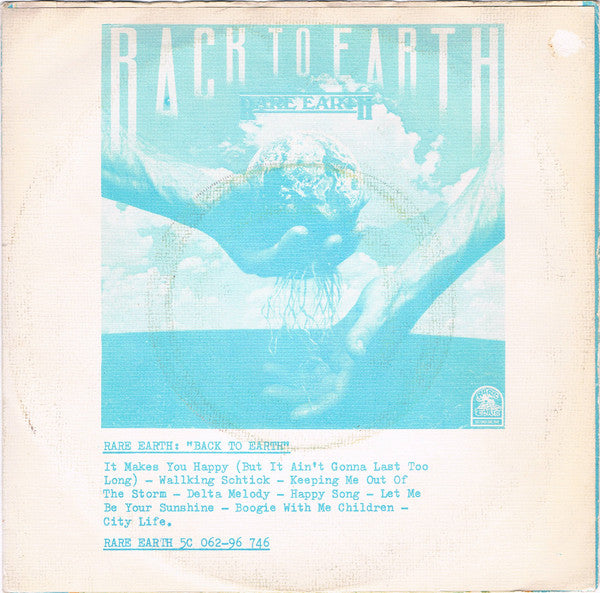 BACK TO EARTH
RARE EARTH
RARE EARTH: "BACK TO EARTH"
It Makes You Happy (But It Ain't Gonna Last Too
Long) - Wallking Schtick - Keeping Me Out Of
The Storm - Delta Melody - Happy Song - Let Me
Be Your Sunshine - Boogie With Me Children -
City Life.
RARE EARTH 5C 062-96 746